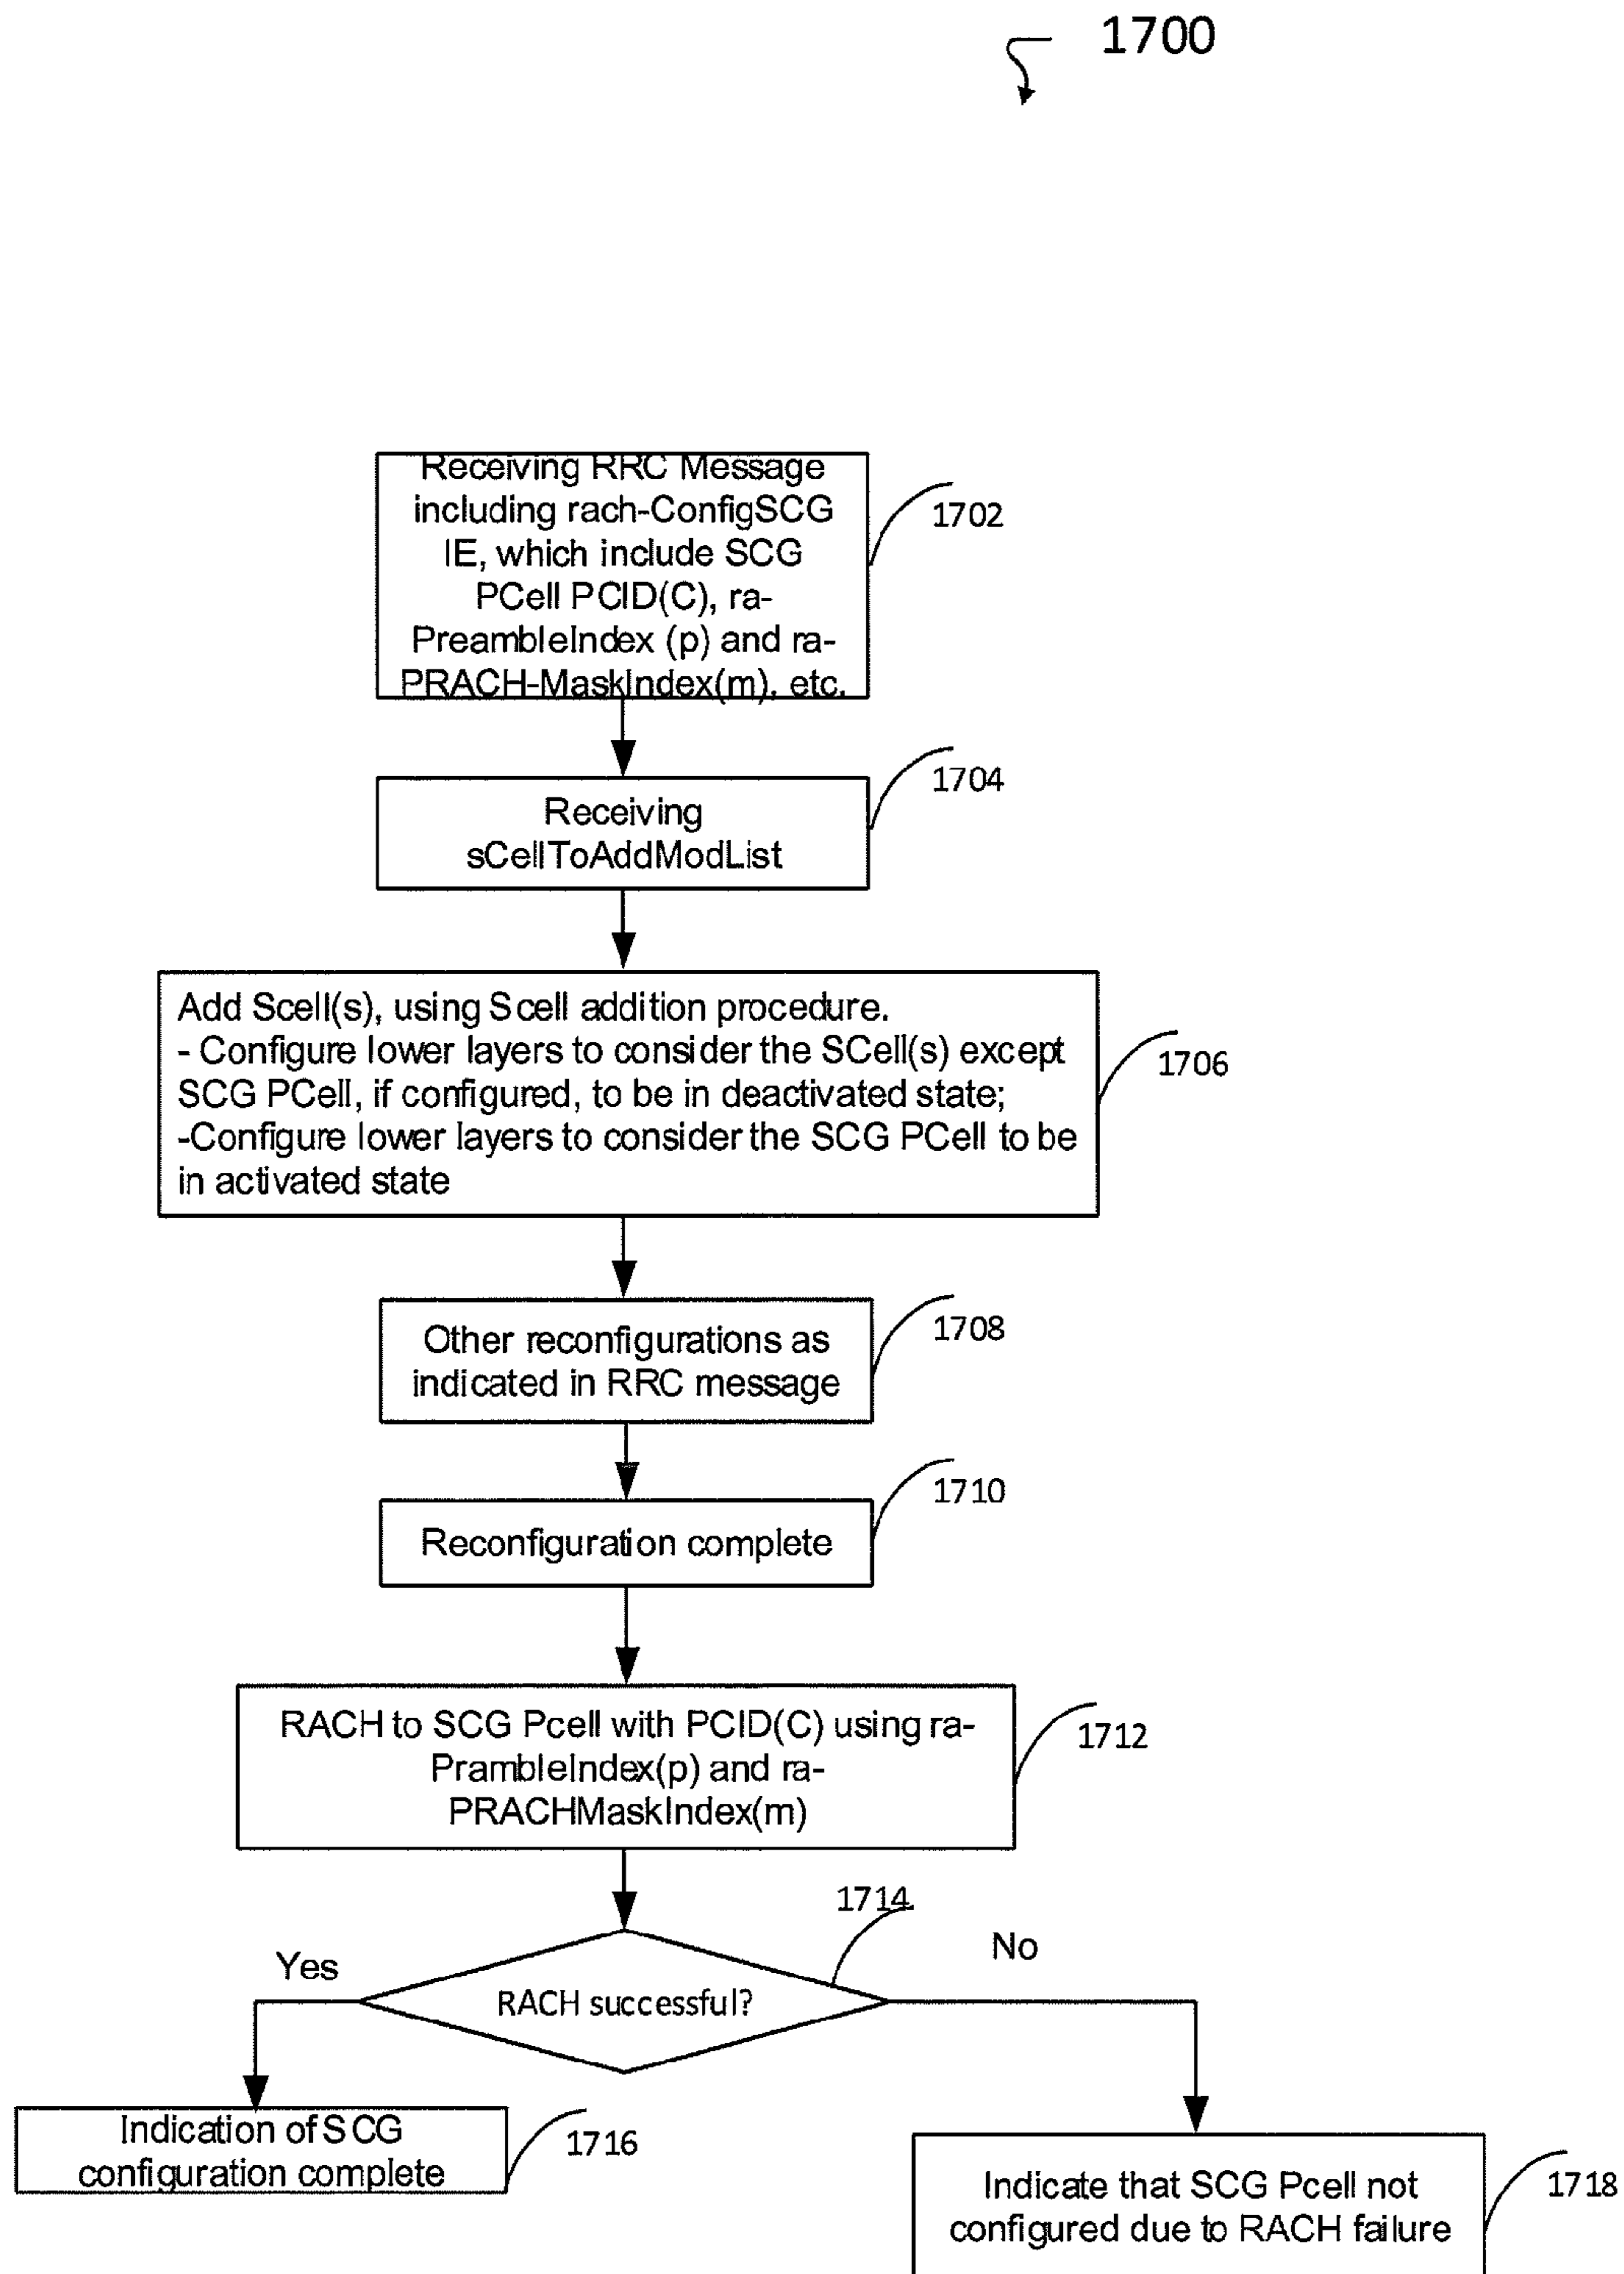 1700
Receiving RRC Message
including rach-ConfigSCG
IE, which include SCG
PCell PCID(C), ra-
PreambleIndex (p) and ra-
PRACH-MaskIndex(m), etc.
1702
Receiving
sCellToAddModList
1704
Add Scell(s), using Scell addition procedure.
- Configure lower layers to consider the SCell(s) except
SCG PCell, if configured, to be in deactivated state;
-Configure lower layers to consider the SCG PCell to be
in activated state
1706
Other reconfigurations as
indicated in RRC message
1708
Reconfiguration complete
1710
RACH to SCG Pcell with PCID(C) using ra-
PrambleIndex(p) and ra-
PRACHMaskIndex(m)
1712
1714
Yes
No
RACH successful?
Indication of SCG
configuration complete
1716
Indicate that SCG Pcell not
configured due to RACH failure
1718